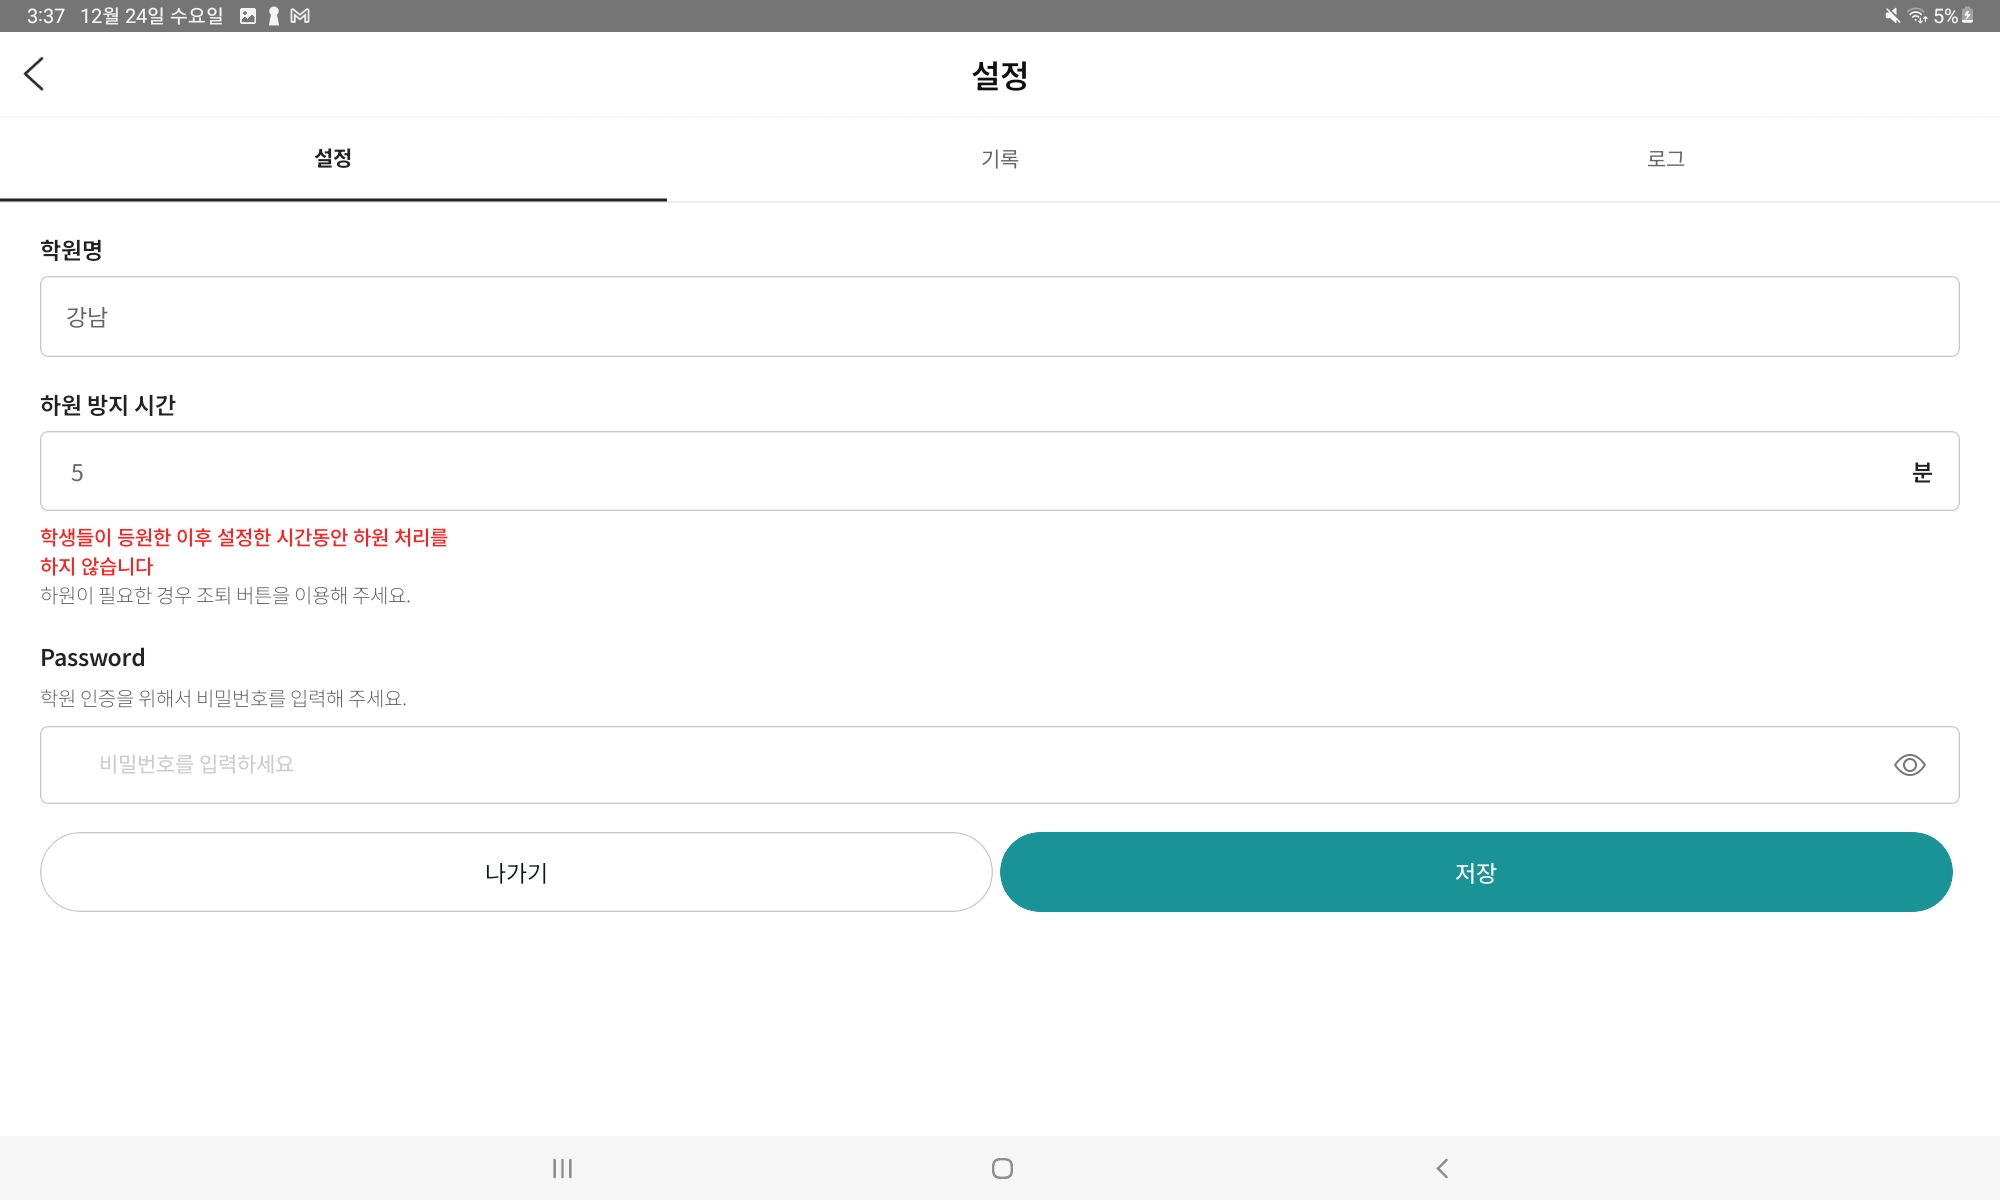 3:37 12월 24일 수요일 5%
설정
설정 기록 로그
학원명
강남
하원 방지 시간
5 분
학생들이 등원한 이후 설정한 시간동안 하원 처리를
하지 않습니다
하원이 필요한 경우 조퇴 버튼을 이용해 주세요.
Password
학원 인증을 위해서 비밀번호를 입력해 주세요.
비밀번호를 입력하세요
나가기 저장